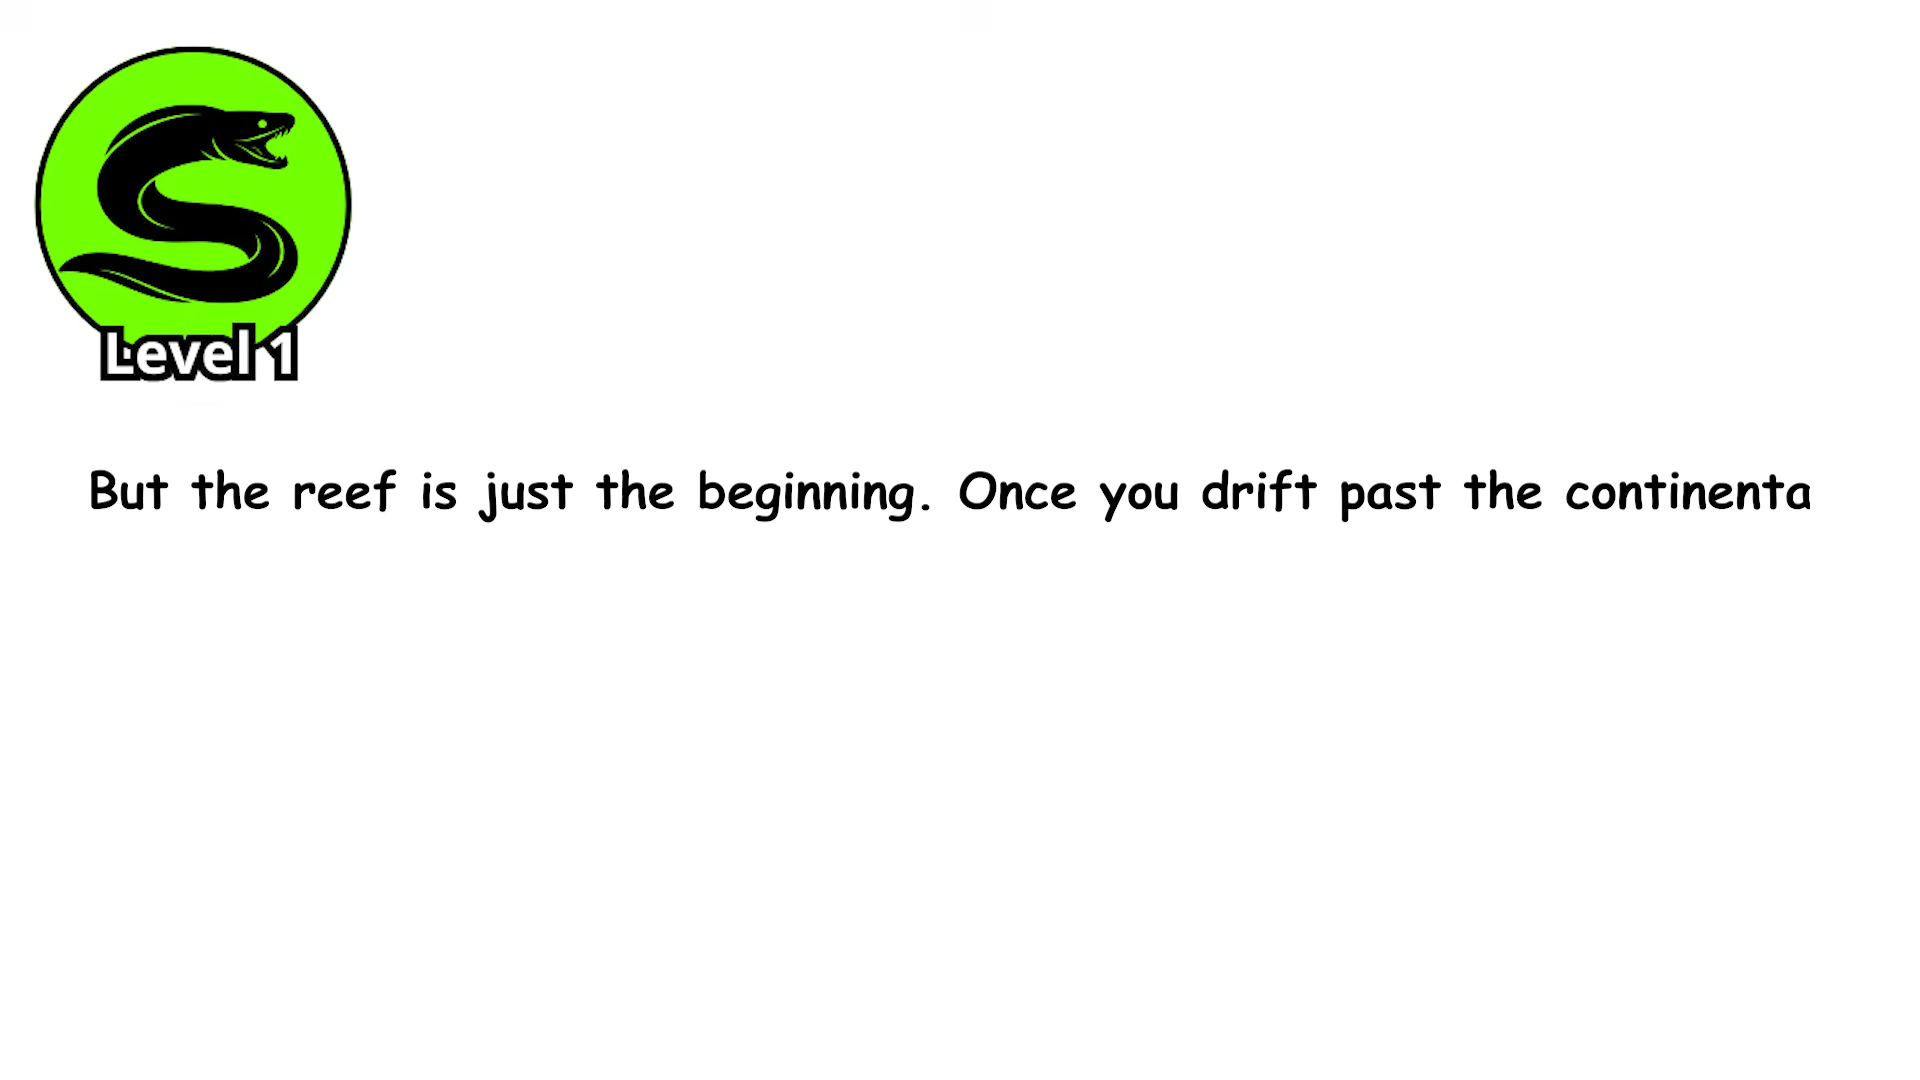 Level 1
But the reef is just the beginning. Once you drift past the continenta